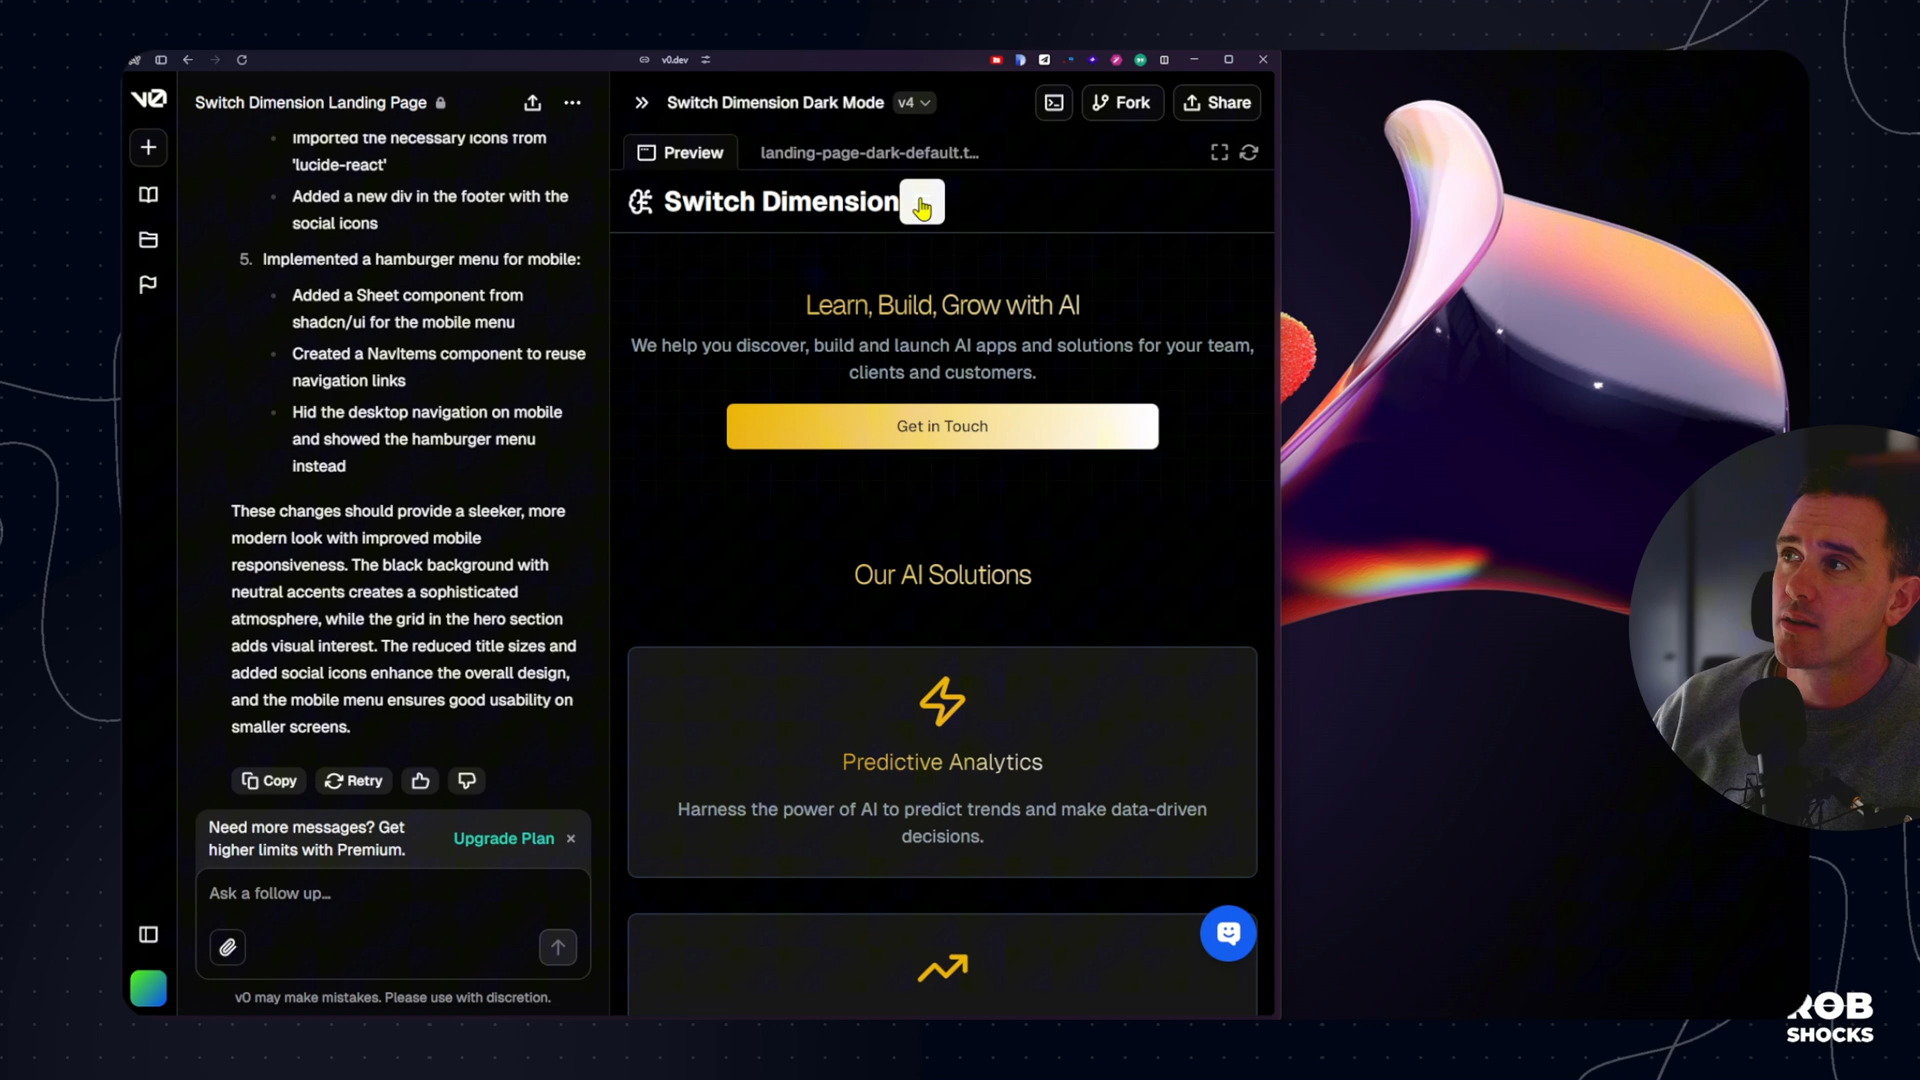 v0.dev
v0
Switch Dimension Landing Page
Imported the necessary icons from
'lucide-react'
Added a new div in the footer with the
social icons
5. Implemented a hamburger menu for mobile:
Added a Sheet component from
shadcn/ui for the mobile menu
Created a NavItems component to reuse
navigation links
Hid the desktop navigation on mobile
and showed the hamburger menu
instead
These changes should provide a sleeker, more
modern look with improved mobile
responsiveness. The black background with
neutral accents creates a sophisticated
atmosphere, while the grid in the hero section
adds visual interest. The reduced title sizes and
added social icons enhance the overall design,
and the mobile menu ensures good usability on
smaller screens.
Copy Retry
Need more messages? Get
higher limits with Premium.
Upgrade Plan
Ask a follow up...
v0 may make mistakes. Please use with discretion.
Switch Dimension Dark Mode v4
Fork
Share
Preview
landing-page-dark-default.t...
Switch Dimension
Learn, Build, Grow with AI
We help you discover, build and launch AI apps and solutions for your team,
clients and customers.
Get in Touch
Our AI Solutions
Predictive Analytics
Harness the power of AI to predict trends and make data-driven
decisions.
ROB
SHOCKS